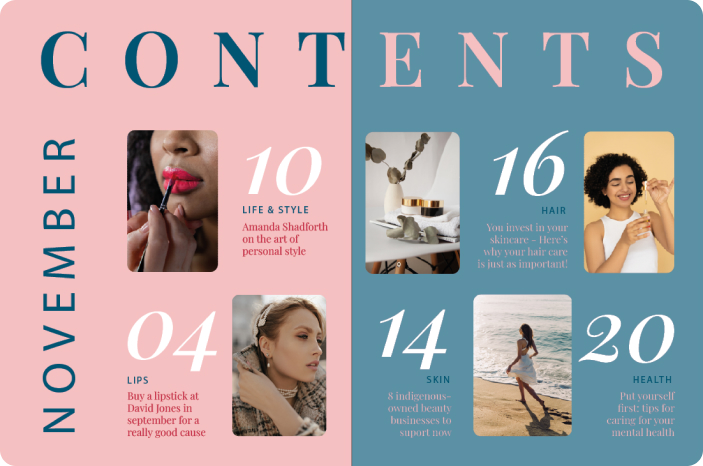 CONTENTS
NOVEMBER
10
LIFE & STYLE
Amanda Shadforth
on the art of
personal style
04
LIPS
Buy a lipstick at
David Jones in
september for a
really good cause
16
HAIR
You invest in your
skincare - Here's
why your hair care
is just as important!
14
SKIN
8 indigenous-
owned beauty
businesses to
suport now
20
HEALTH
Put yourself
first: tips for
caring for your
mental health